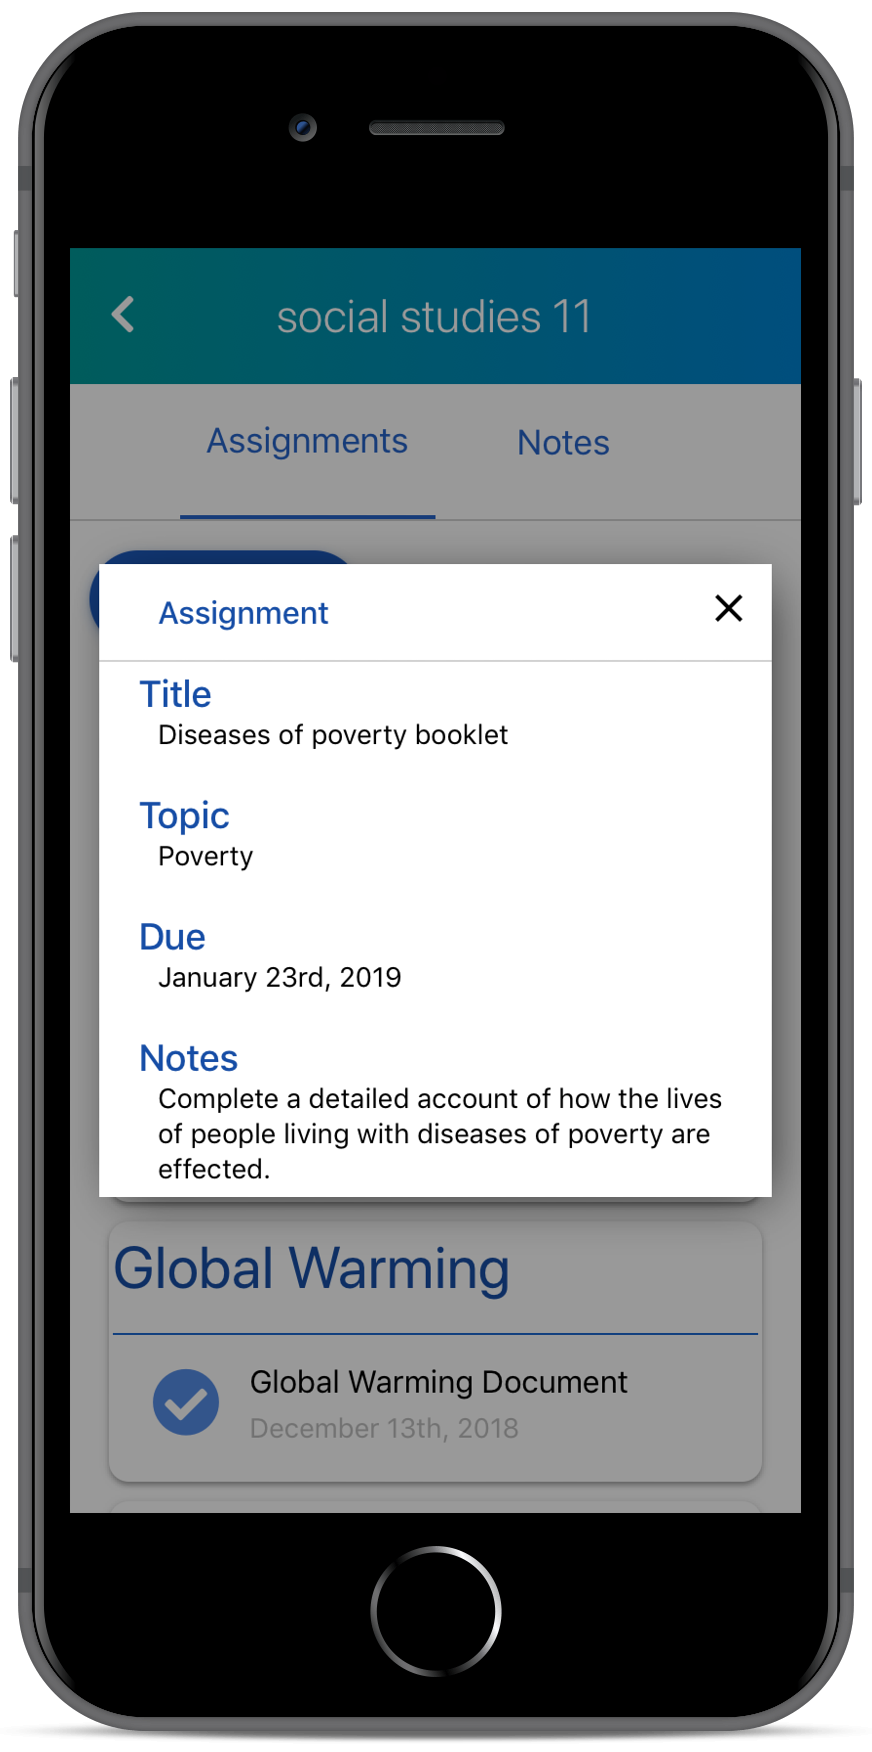 social studies 11
Assignments
Notes
Assignment
Title
Diseases of poverty booklet
Topic
Poverty
Due
January 23rd, 2019
Notes
Complete a detailed account of how the lives
of people living with diseases of poverty are
effected.
Global Warming
Global Warming Document
December 13th, 2018